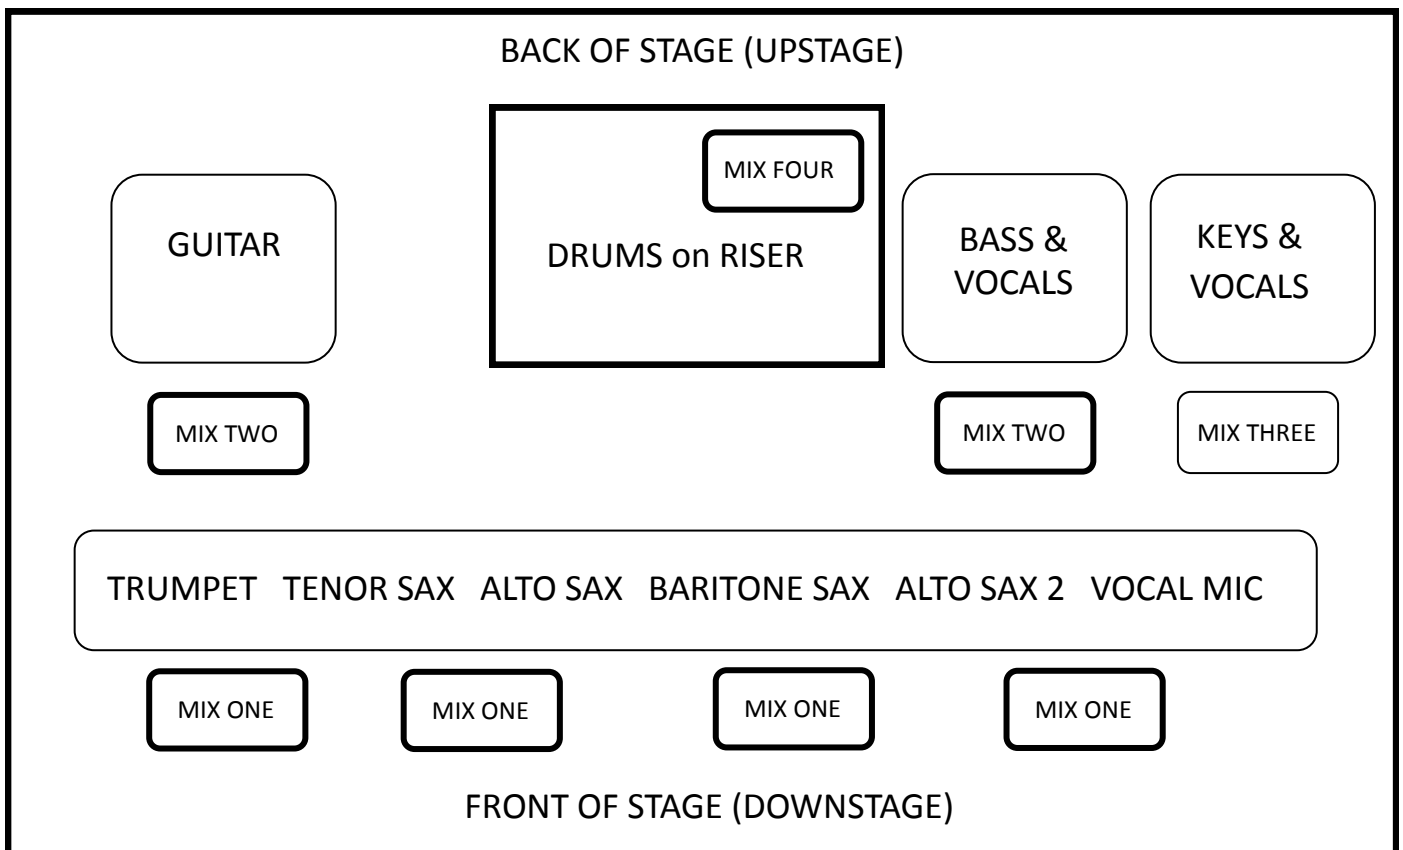 BACK OF STAGE (UPSTAGE)
MIX FOUR
GUITAR
DRUMS on RISER
BASS &
VOCALS
KEYS &
VOCALS
MIX TWO
MIX TWO
MIX THREE
TRUMPET TENOR SAX ALTO SAX BARITONE SAX ALTO SAX 2 VOCAL MIC
MIX ONE
MIX ONE
MIX ONE
MIX ONE
FRONT OF STAGE (DOWNSTAGE)